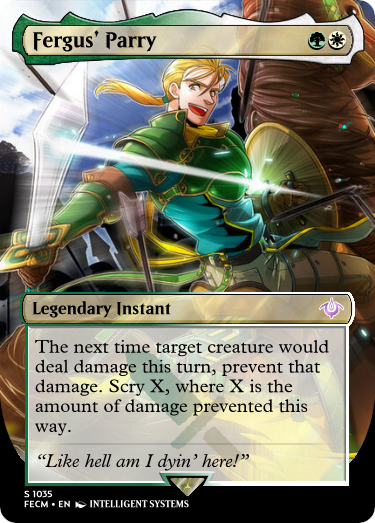 Fergus' Parry
Legendary Instant
The next time target creature would
deal damage this turn, prevent that
damage. Scry X, where X is the
amount of damage prevented this
way.
“Like hell am I dyin’ here!”
S 1035
FECM • EN INTELLIGENT SYSTEMS